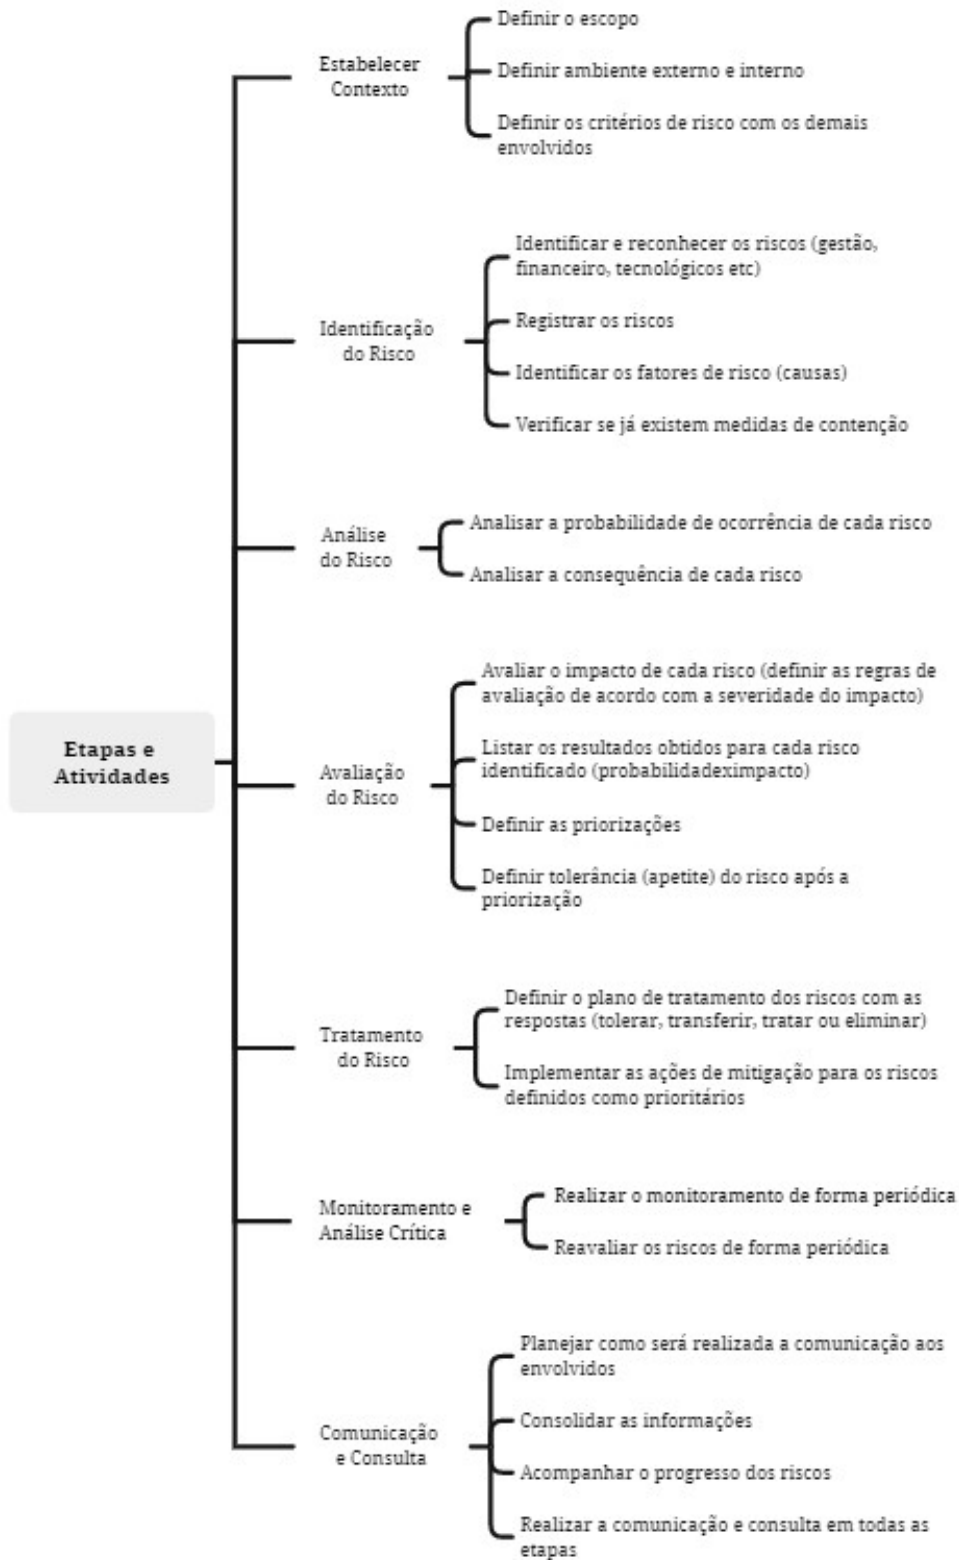 Definir o escopo
Estabelecer
Contexto
Definir ambiente externo e interno
Definir os critérios de risco com os demais
envolvidos
Identificar e reconhecer os riscos (gestão,
financeiro, tecnológicos etc)
Identificação
do Risco
Registrar os riscos
Identificar os fatores de risco (causas)
Verificar se já existem medidas de contenção
Análise
do Risco
Analisar a probabilidade de ocorrência de cada risco
Analisar a consequência de cada risco
Etapas e
Atividades
Avaliação
do Risco
Avaliar o impacto de cada risco (definir as regras de
avaliação de acordo com a severidade do impacto)
Listar os resultados obtidos para cada risco
identificado (probabilidadeximpacto)
Definir as priorizações
Definir tolerância (apetite) do risco após a
priorização
Tratamento
do Risco
Definir o plano de tratamento dos riscos com as
respostas (tolerar, transferir, tratar ou eliminar)
Implementar as ações de mitigação para os riscos
definidos como prioritários
Monitoramento e
Análise Crítica
Realizar o monitoramento de forma periódica
Reavaliar os riscos de forma periódica
Comunicação
e Consulta
Planejar como será realizada a comunicação aos
envolvidos
Consolidar as informações
Acompanhar o progresso dos riscos
Realizar a comunicação e consulta em todas as
etapas